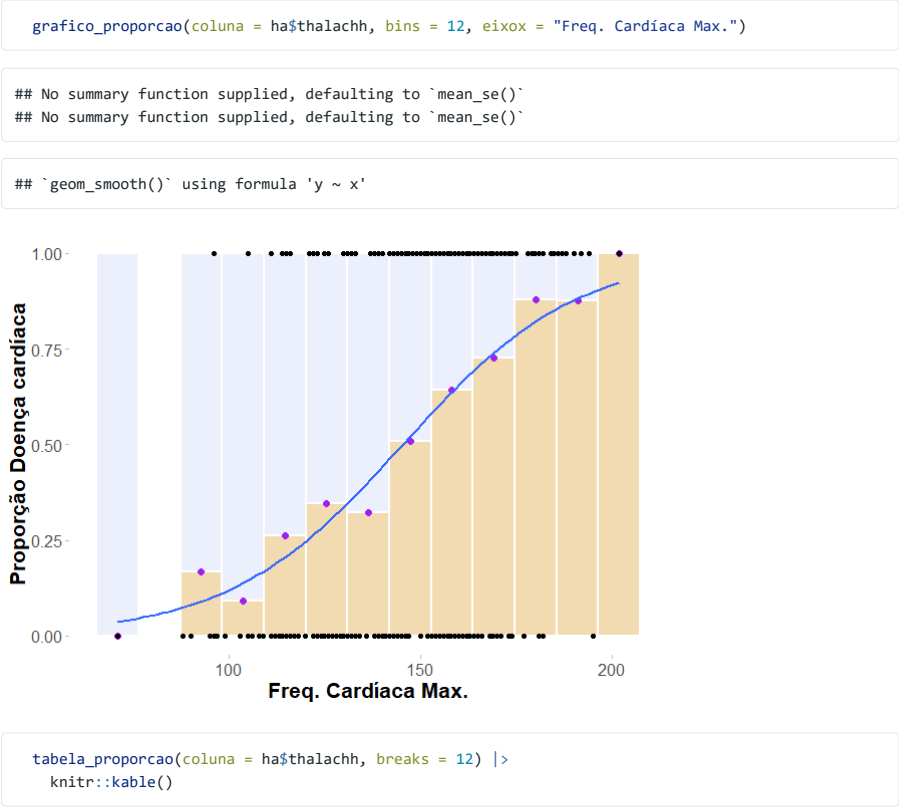 grafico_proporcao(coluna = ha$thalachh, bins = 12, eixox = "Freq. Cardíaca Max.")
## No summary function supplied, defaulting to `mean_se()`
## No summary function supplied, defaulting to `mean_se()`
## `geom_smooth()` using formula 'y ~ x'
1.00
0.75
0.50
0.25
0.00
Proporção Doença cardíaca
100 150 200
Freq. Cardíaca Max.
tabela_proporcao(coluna = ha$thalachh, breaks = 12) |>
knitr::kable()